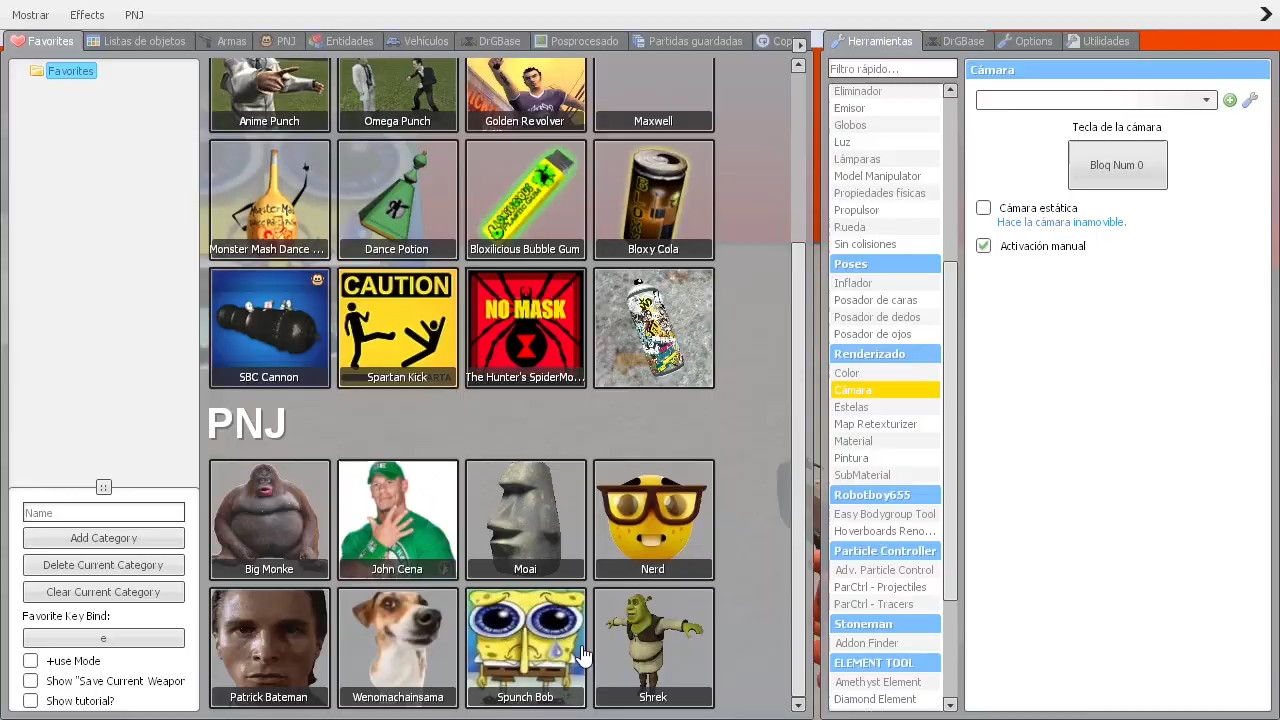 Mostrar Effects PNJ
Favorites Listas de objetos Armas PNJ Entidades Vehículos DrGBase Posprocesado Partidas guardadas Cop
Herramientas DrGBase Options Utilidades
Favorites
Anime Punch Omega Punch Golden Revolver Maxwell
Monster Mash Dance ... Dance Potion Bloxilicious Bubble Gum Bloxy Cola
CAUTION
NO MASK
SBC Cannon Spartan Kick The Hunter's SpiderMo...
PNJ
Big Monke John Cena Moai Nerd
Patrick Bateman Wenomachainsama Spunch Bob Shrek
Name
Add Category
Delete Current Category
Clear Current Category
Favorite Key Bind:
e
+use Mode
Show "Save Current Weapon
Show tutorial?
Filtro rápido...
Eliminador
Emisor
Globos
Luz
Lámparas
Model Manipulator
Propiedades físicas
Propulsor
Rueda
Sin colisiones
Poses
Inflador
Posador de caras
Posador de dedos
Posador de ojos
Renderizado
Color
Cámara
Estelas
Map Retexturizer
Material
Pintura
SubMaterial
Robotboy655
Easy Bodygroup Tool
Hoverboards Reno...
Particle Controller
Adv. Particle Control
ParCtrl - Projectiles
ParCtrl - Tracers
Stoneman
Addon Finder
ELEMENT TOOL
Amethyst Element
Diamond Element
Cámara
Tecla de la cámara
Bloq Num 0
Cámara estática
Hace la cámara inamovible.
Activación manual